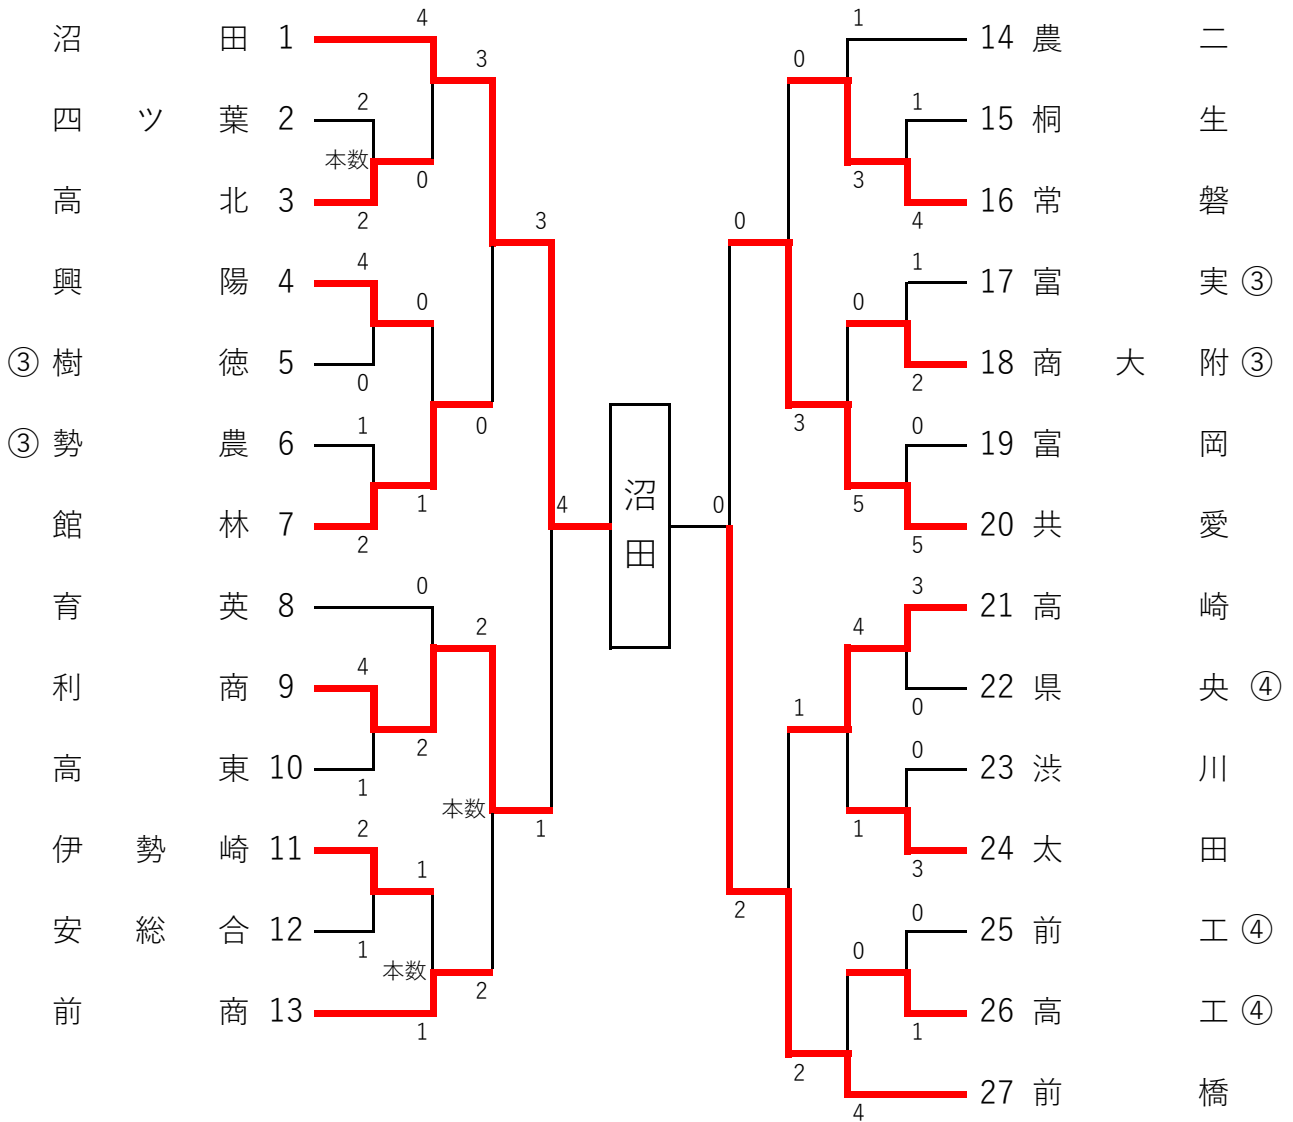 沼田 1
四ツ葉 2
高北 3
興陽 4
③ 樹徳 5
③ 勢農 6
館林 7
育英 8
利商 9
高東 10
伊勢崎 11
安総合 12
前商 13
4
2
本数
2
0
3
4
0
0
1
2
1
0
3
0
4
1
2
2
1
1
本数
1
2
2
本数
1
4
沼田
0
0
2
0
3
1
2
1
3
1
4
0
5
1
2
0
5
4
1
3
0
0
3
0
4
0
1
14 農二
15 桐生
16 常磐
17 富実 ③
18 商大附 ③
19 富岡
20 共愛
21 高崎
22 県央 ④
23 渋川
24 太田
25 前工 ④
26 高工 ④
27 前橋